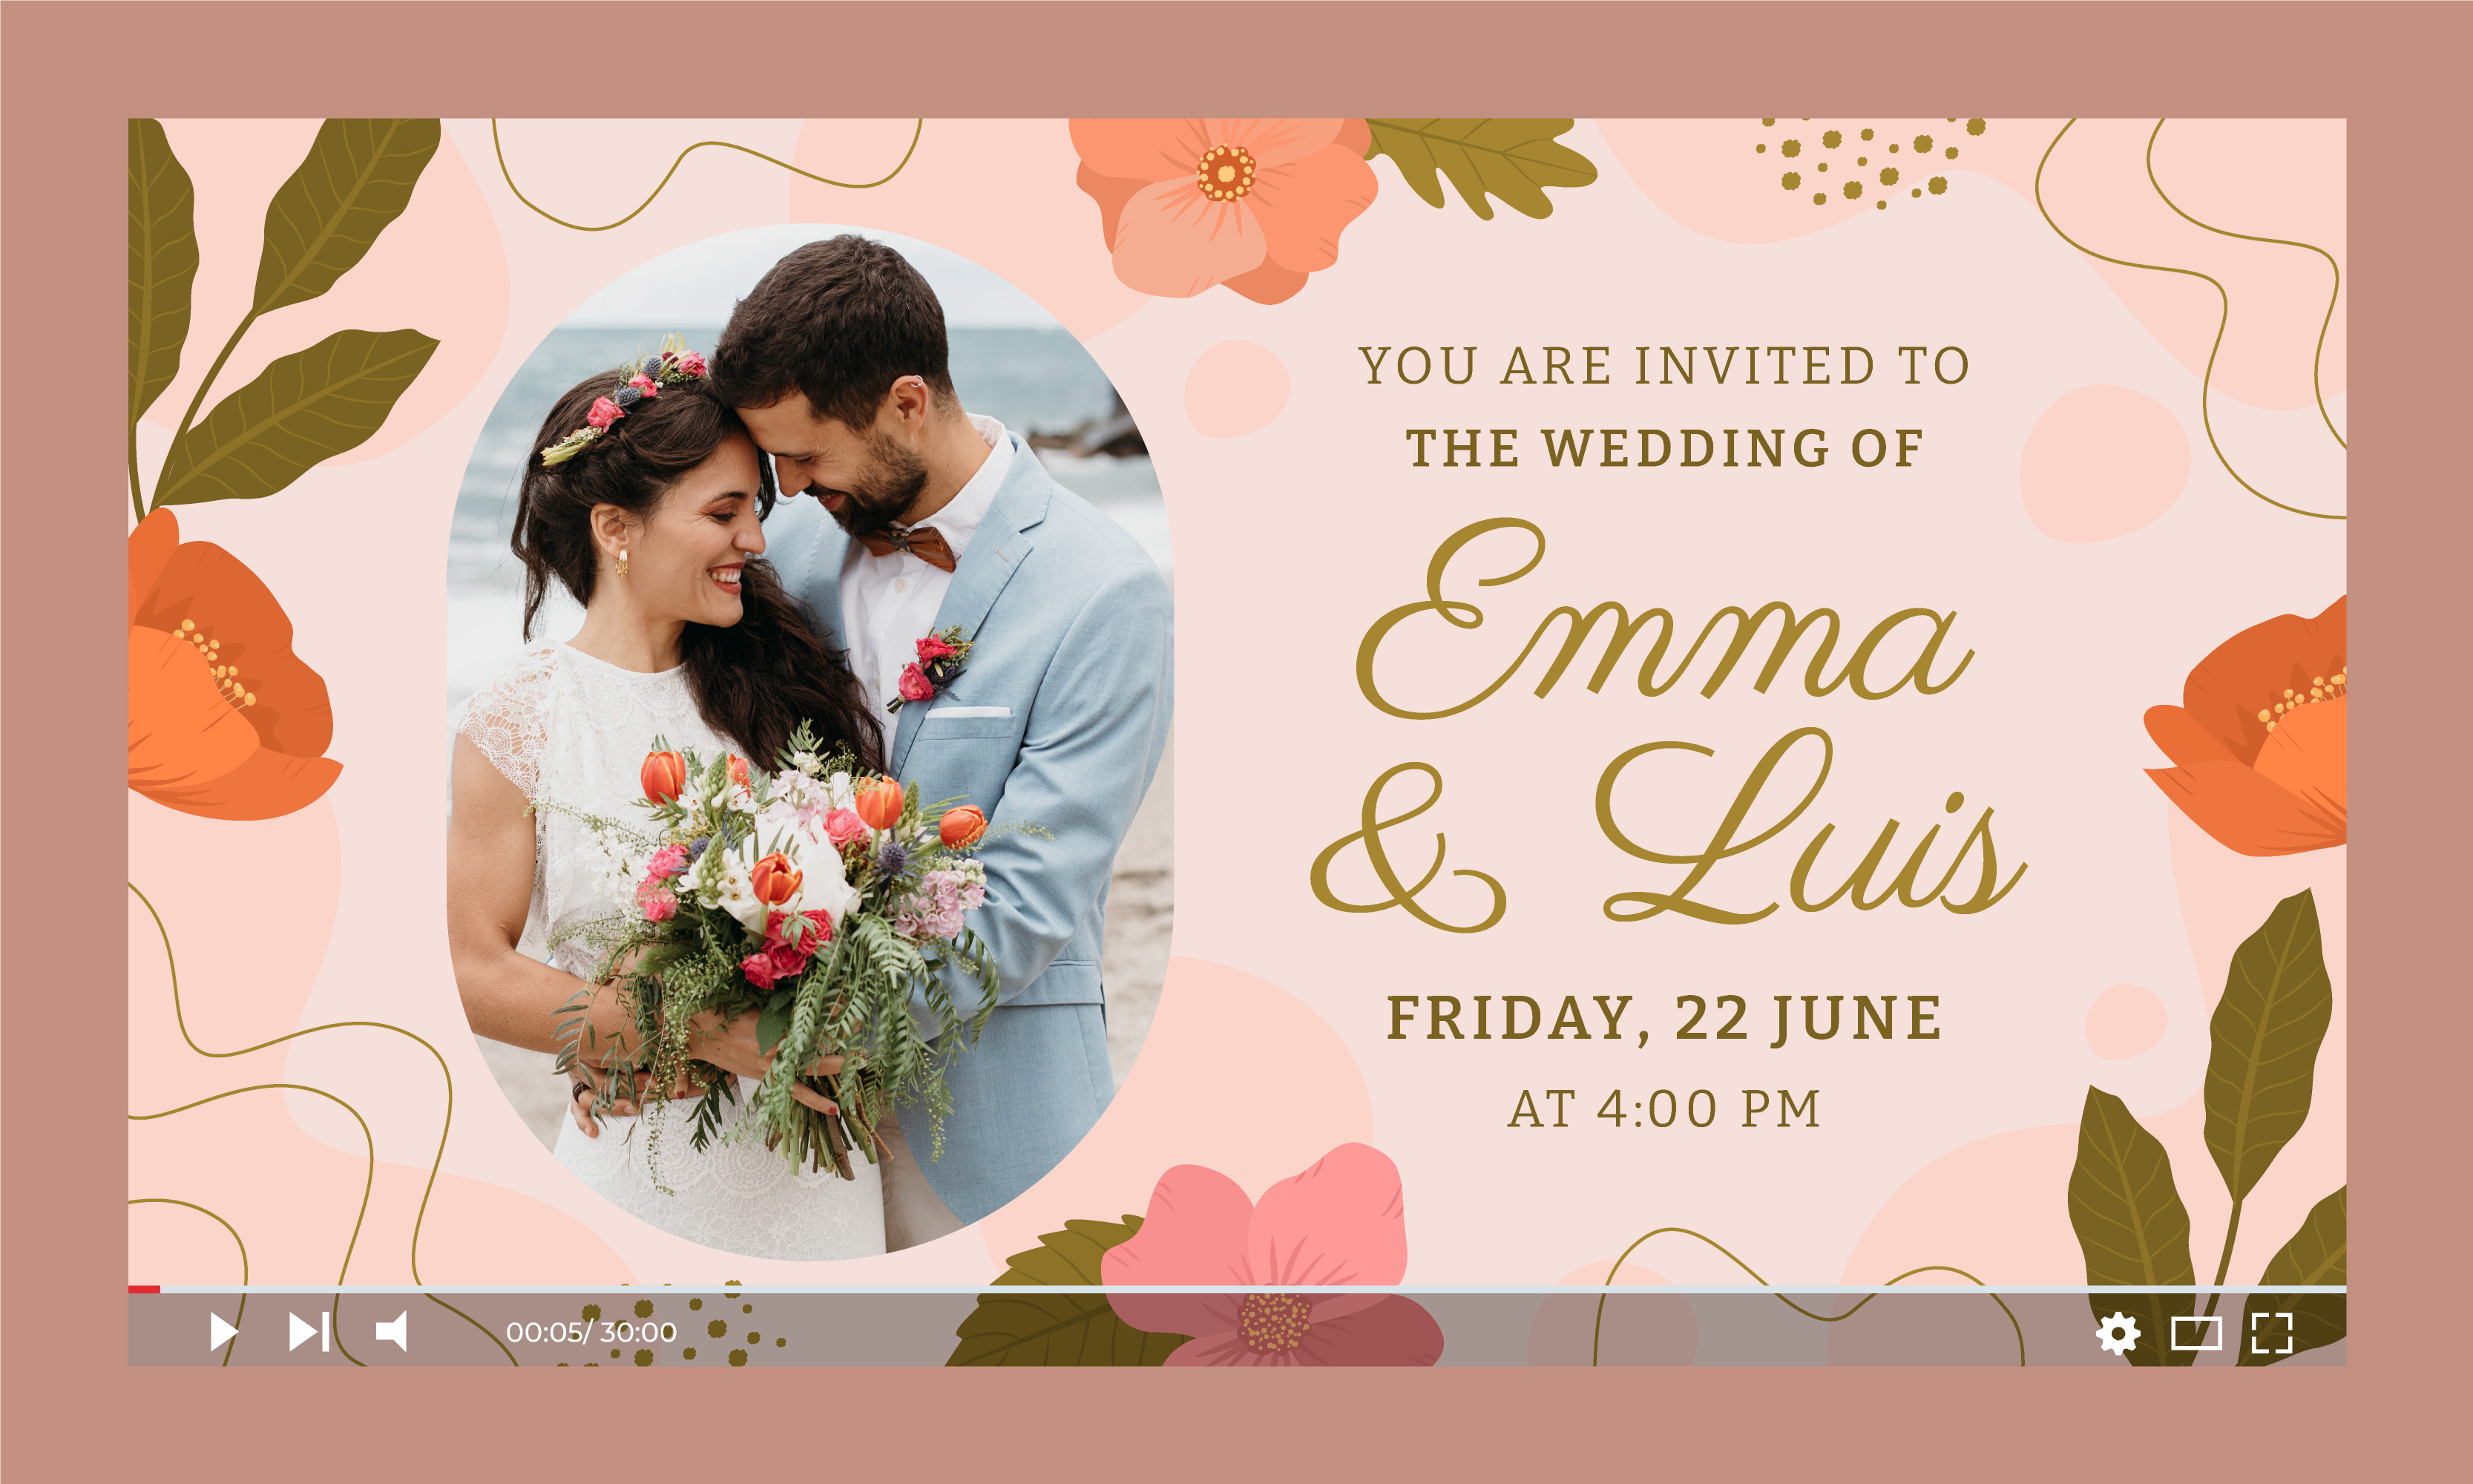 YOU ARE INVITED TO
THE WEDDING OF
Emma
& Luis
FRIDAY, 22 JUNE
AT 4:00 PM
00:05/ 30:00